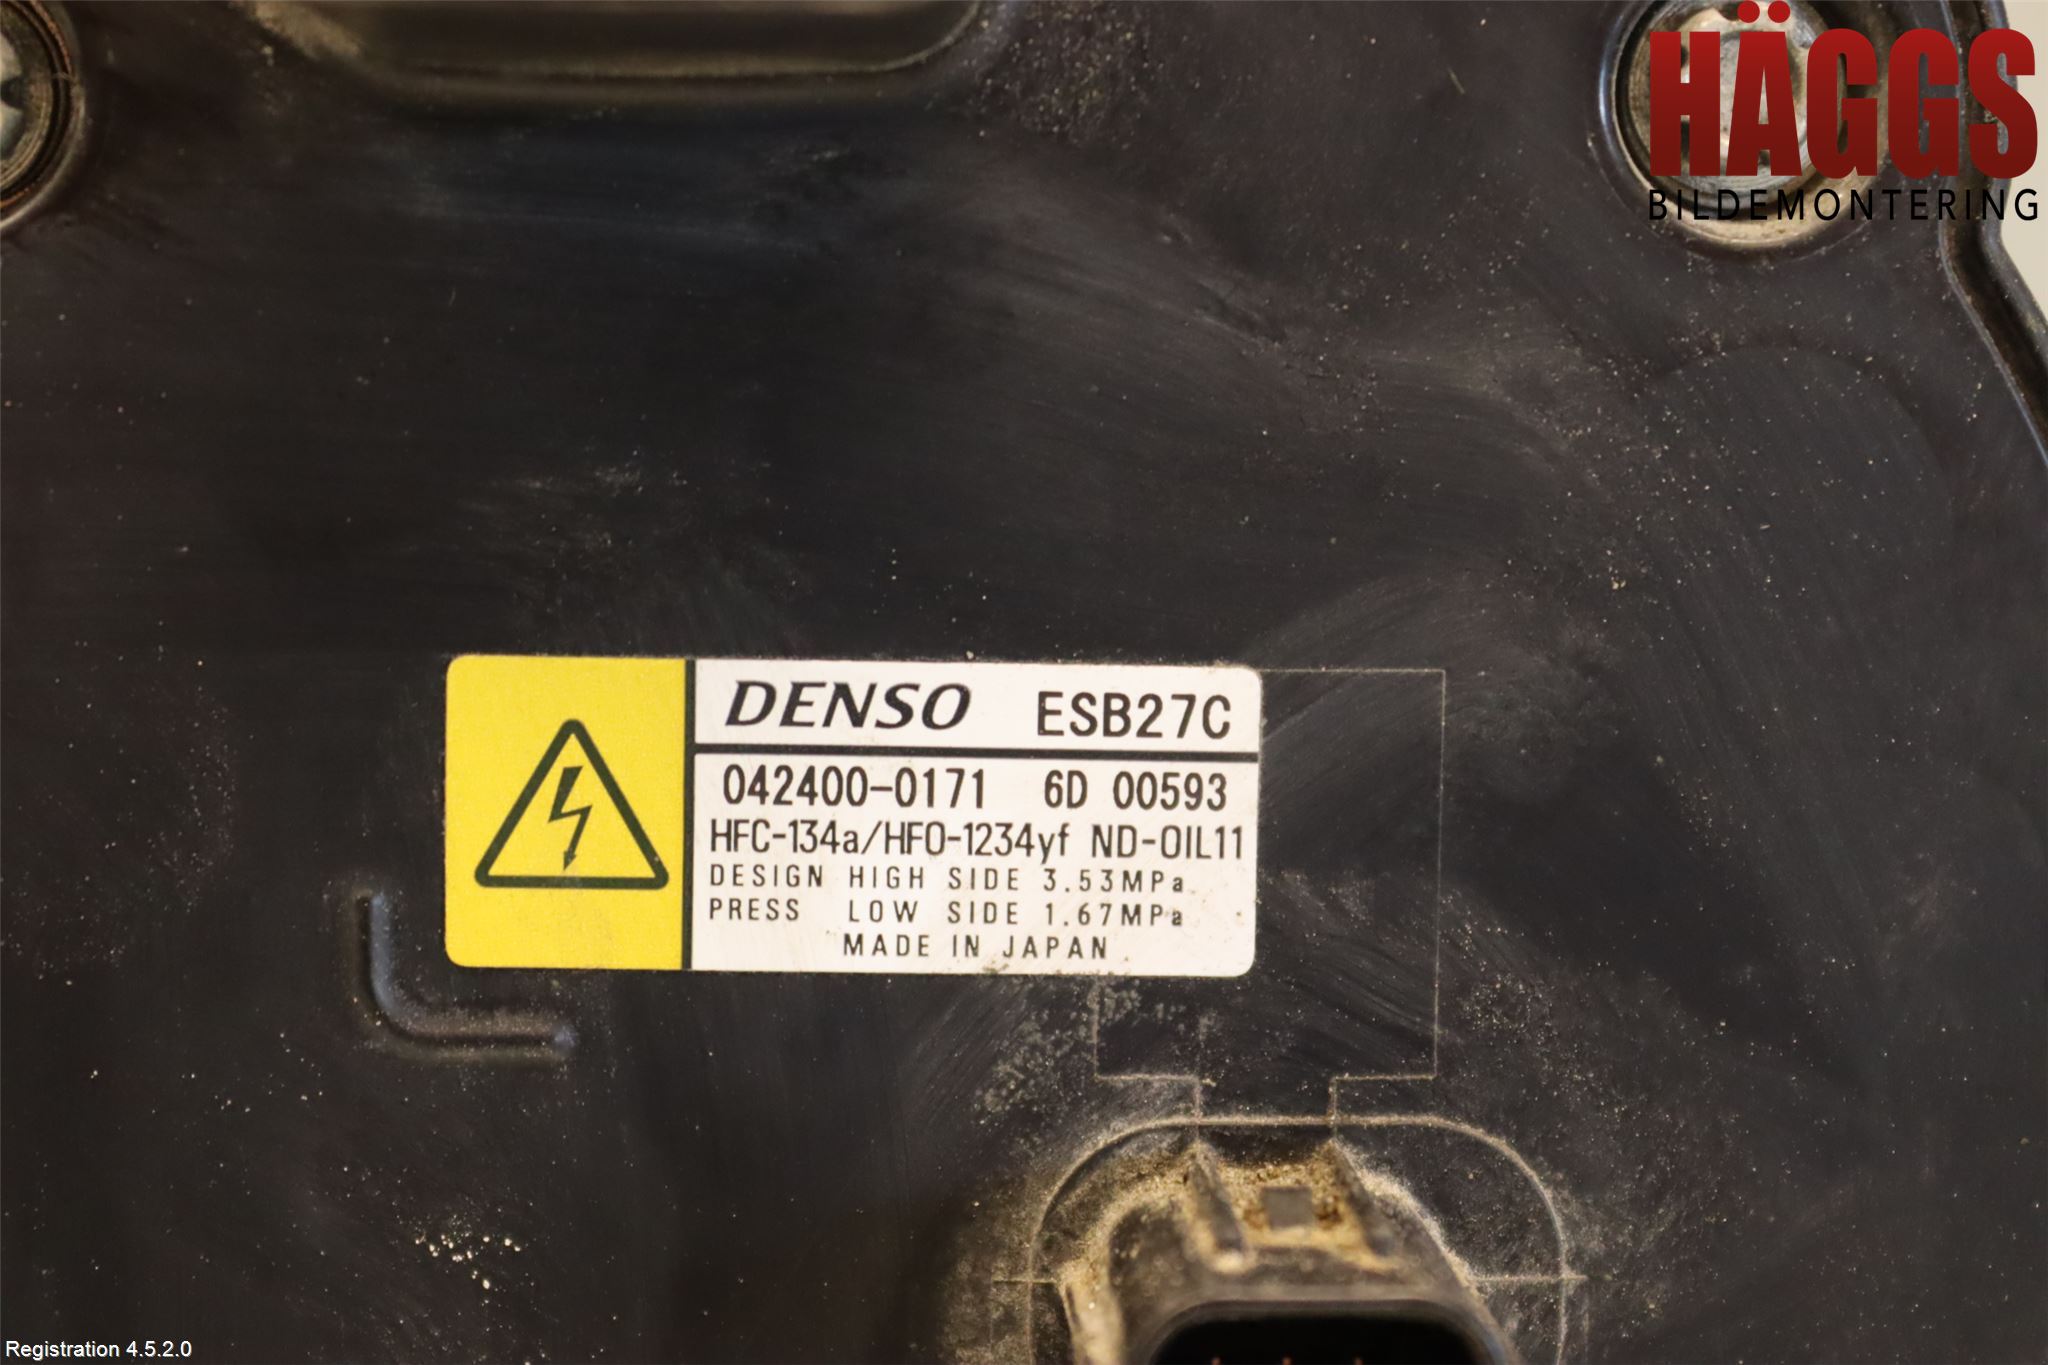 HÄGGS
BILDEMONTERING
DENSO ESB27C
042400-0171 6D 00593
HFC-134a/HFO-1234yf ND-OIL11
DESIGN HIGH SIDE 3.53MPa
PRESS LOW SIDE 1.67MPa
MADE IN JAPAN
Registration 4.5.2.0